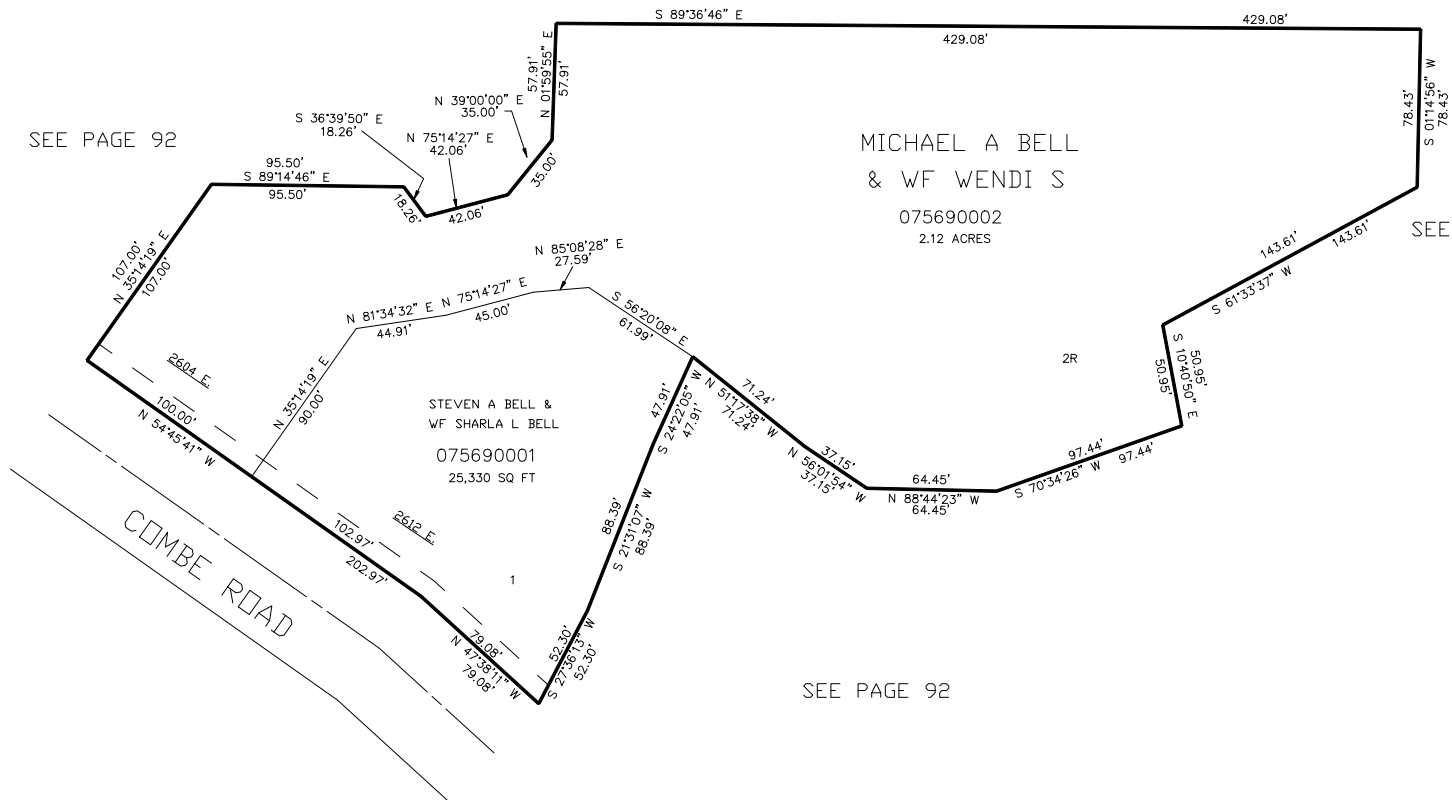 S 89°36'46" E
429.08'
429.08'
57.91'
N 01°59'55" E
57.91'
78.43'
S 01°14'56" W
78.43'
N 39°00'00" E
35.00'
S 36°39'50" E
18.26'
N 75°14'27" E
42.06'
SEE PAGE 92
MICHAEL A BELL
& WF WENDI S
075690002
2.12 ACRES
95.50'
S 89°14'46" E
95.50'
18.26'
42.06'
35.00'
SEE
107.00'
N 35°14'19" E
107.00'
143.61'
143.61'
S 61°33'37" W
N 85°08'28" E
27.59'
N 81°34'32" E
44.91'
N 75°14'27" E
45.00'
S 56°20'08" E
61.99'
2R
50.95'
S 10°40'50" E
50.95'
2604 E.
100.00'
N 54°45'41" W
N 35°14'19" E
90.00'
STEVEN A BELL &
WF SHARLA L BELL
075690001
25,330 SQ FT
47.91'
S 24°22'05" W
47.91'
71.24'
N 51°17'38" W
71.24'
37.15'
N 56°01'54" W
37.15'
64.45'
N 88°44'23" W
64.45'
97.44'
S 70°34'26" W
97.44'
COMBE ROAD
2612 E.
102.97'
202.97'
88.39'
S 21°31'07" W
88.39'
1
79.08'
N 47°38'11" W
79.08'
52.30'
S 27°36'13" W
52.30'
SEE PAGE 92